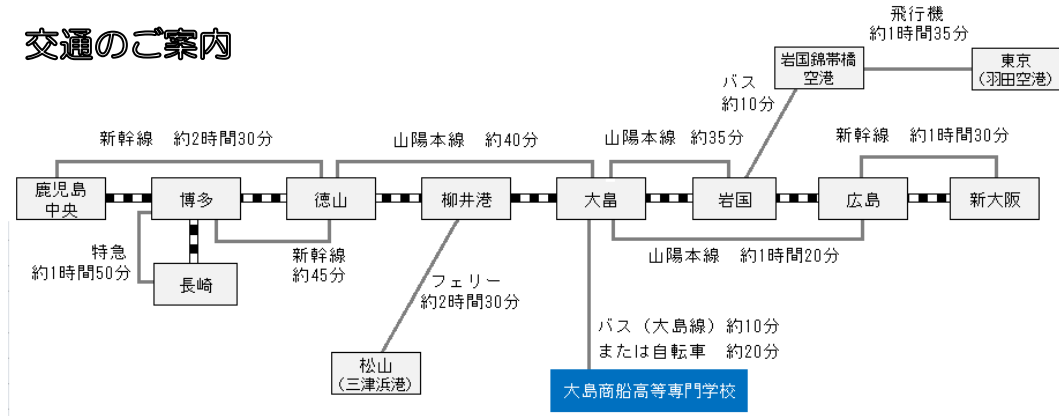 交通のご案内
飛行機
約1時間35分
岩国錦帯橋
空港
東京
(羽田空港)
バス
約10分
新幹線 約2時間30分
山陽本線 約40分
山陽本線 約35分
新幹線 約1時間30分
鹿児島
中央
博多
徳山
柳井港
大畠
岩国
広島
新大阪
特急
約1時間50分
新幹線
約45分
山陽本線 約1時間20分
長崎
フェリー
約2時間30分
バス(大島線)約10分
または自転車 約20分
松山
(三津浜港)
大島商船高等専門学校